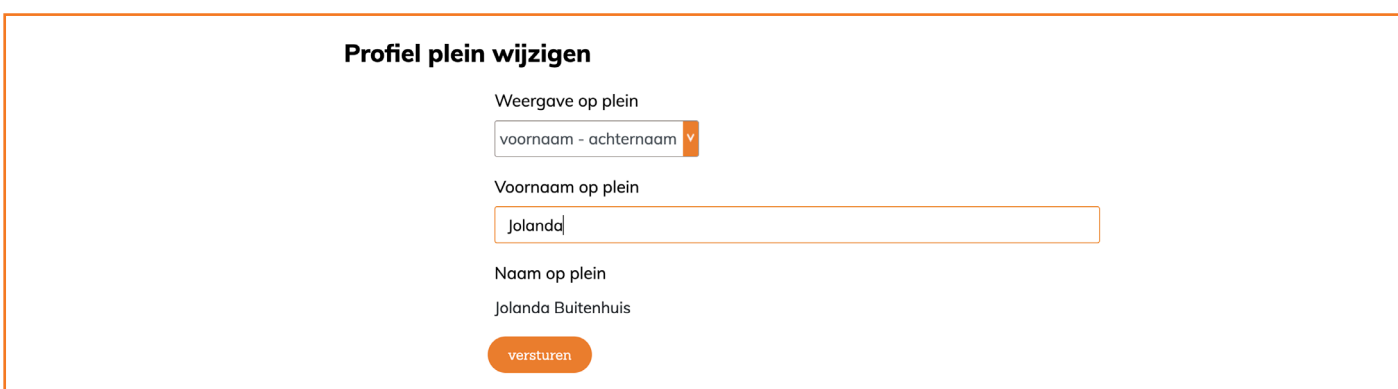 Profiel plein wijzigen
Weergave op plein
voornaam - achternaam
Voornaam op plein
Jolanda
Naam op plein
Jolanda Buitenhuis
versturen